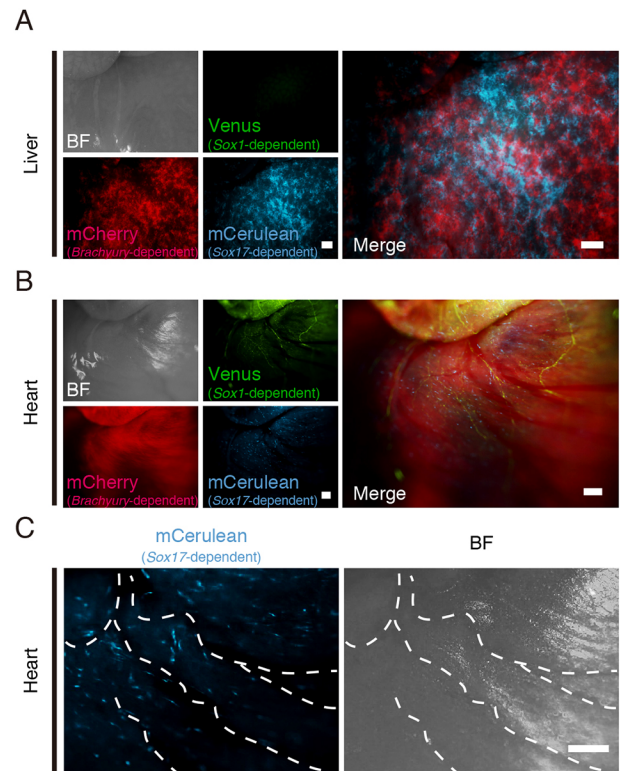 A
Liver
BF
Venus
(Sox1-dependent)
mCherry
(Brachyury-dependent)
mCerulean
(Sox17-dependent)
Merge
B
Heart
BF
Venus
(Sox1-dependent)
mCherry
(Brachyury-dependent)
mCerulean
(Sox17-dependent)
Merge
C
mCerulean
(Sox17-dependent)
BF
Heart